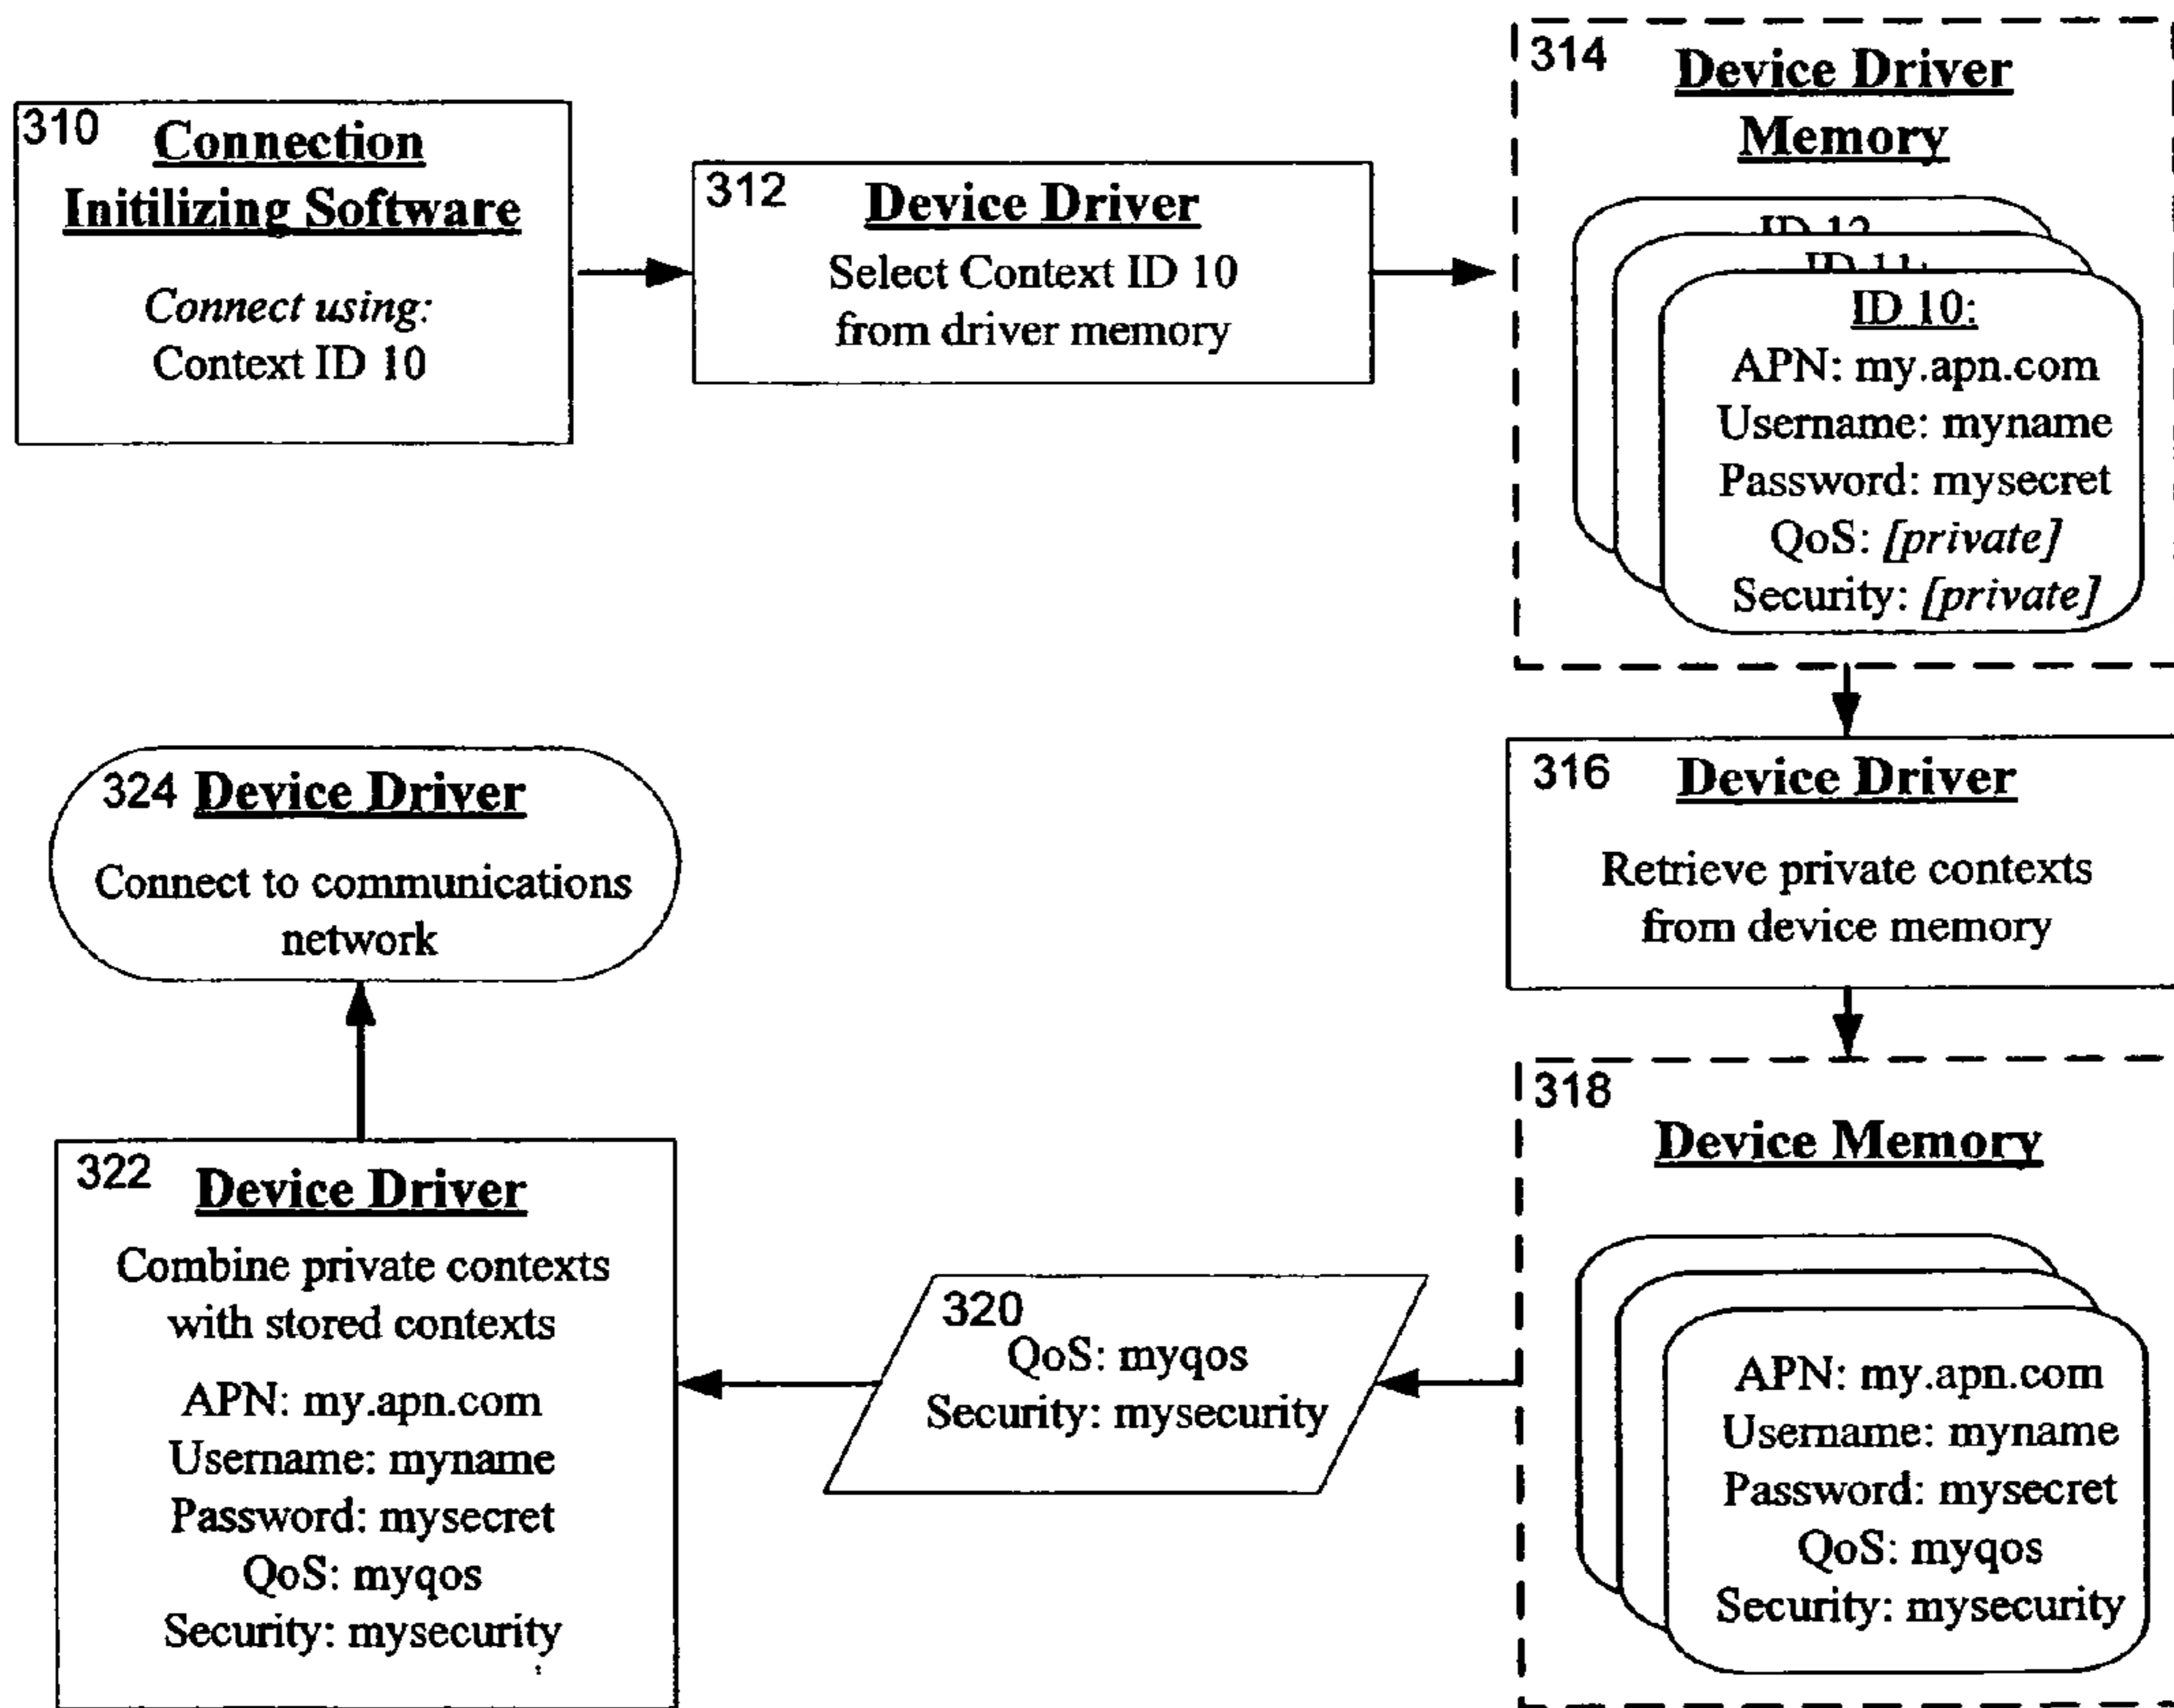 310 Connection
Initilizing Software
Connect using:
Context ID 10
312 Device Driver
Select Context ID 10
from driver memory
314 Device Driver
Memory
ID 12
ID 11:
ID 10:
APN: my.apn.com
Username: myname
Password: mysecret
QoS: [private]
Security: [private]
316 Device Driver
Retrieve private contexts
from device memory
318
Device Memory
APN: my.apn.com
Username: myname
Password: mysecret
QoS: myqos
Security: mysecurity
320
QoS: myqos
Security: mysecurity
322 Device Driver
Combine private contexts
with stored contexts
APN: my.apn.com
Username: myname
Password: mysecret
QoS: myqos
Security: mysecurity
324 Device Driver
Connect to communications
network